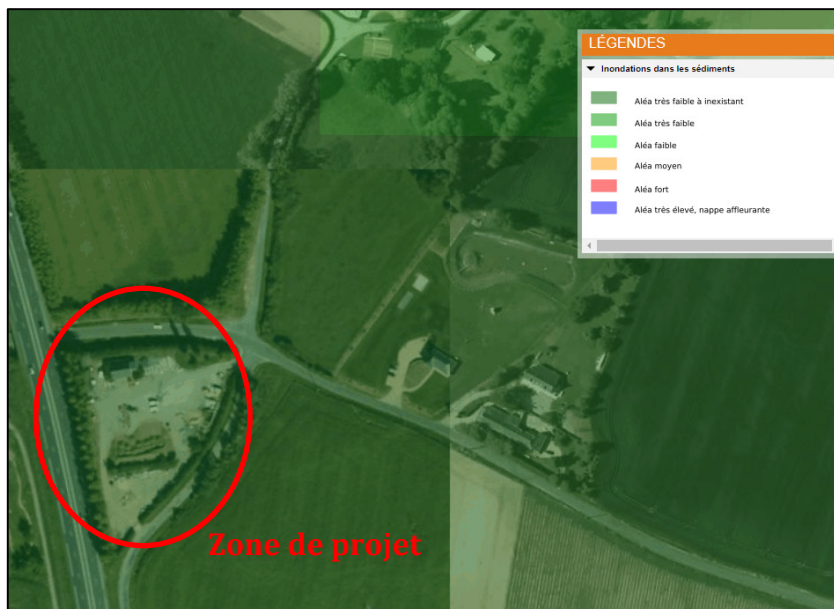 LÉGENDES
Inondations dans les sédiments
Aléa très faible à inexistant
Aléa très faible
Aléa faible
Aléa moyen
Aléa fort
Aléa très élevé, nappe affleurante
Zone de projet